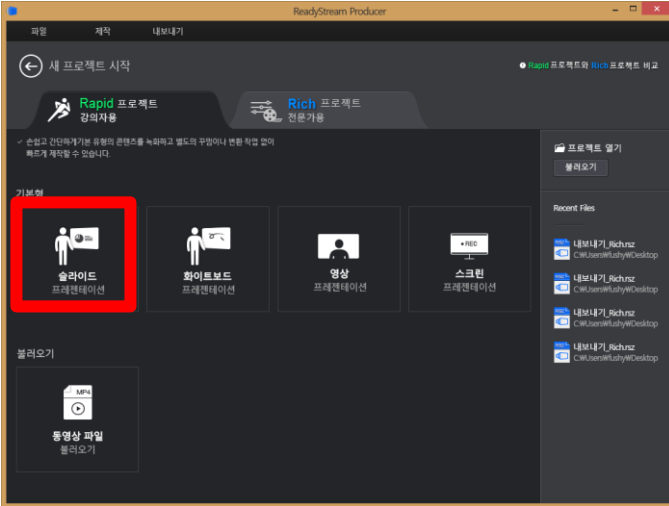 ReadyStream Producer
파일 제작 내보내기
새 프로젝트 시작
Rapid 프로젝트와 Rich 프로젝트 비교
Rapid 프로젝트
강의자용
Rich 프로젝트
전문가용
손쉽고 간단하게기본 유형의 콘텐츠를 녹화하고 별도의 꾸밈이나 변환 작업 없이
빠르게 제작할 수 있습니다.
기본형
슬라이드
프레젠테이션
화이트보드
프레젠테이션
영상
프레젠테이션
REC
스크린
프레젠테이션
불러오기
MP4
동영상 파일
불러오기
프로젝트 열기
불러오기
Recent Files
내보내기_Rich.rsz
C:₩Users₩fushy₩Desktop
내보내기_Rich.rsz
C:₩Users₩fushy₩Desktop
내보내기_Rich.rsz
C:₩Users₩fushy₩Desktop
내보내기_Rich.rsz
C:₩Users₩fushy₩Desktop